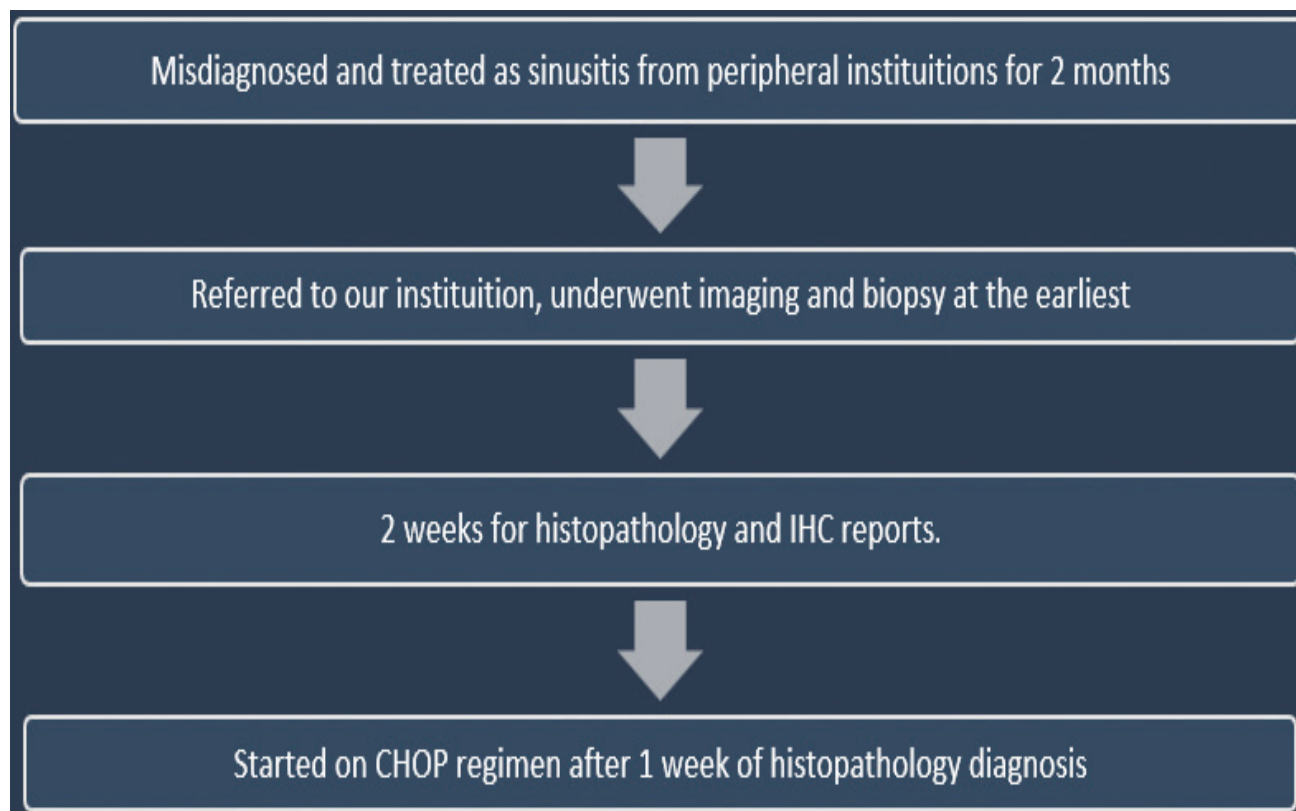 Misdiagnosed and treated as sinusitis from peripheral instituitions for 2 months
Referred to our instituition, underwent imaging and biopsy at the earliest
2 weeks for histopathology and IHC reports.
Started on CHOP regimen after 1 week of histopathology diagnosis